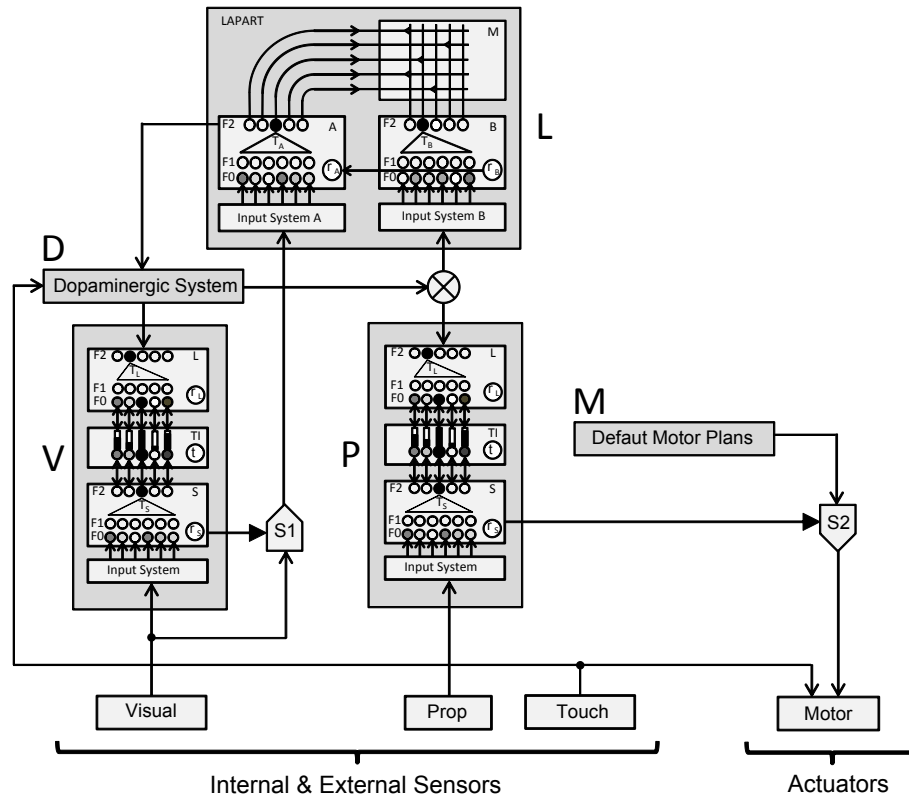 LAPART
M
F2
A
T_A
F1
r_A
F0
B
T_B
F1
r_B
F0
L
Input System A
Input System B
D
Dopaminergic System
F2
L
T_L
F1
F0
r_L
TI
t
V
F2
S
T_S
F1
F0
r_S
Input System
S1
F2
L
T_L
F1
F0
r_L
TI
t
P
F2
S
T_S
F1
F0
r_S
Input System
M
Defaut Motor Plans
S2
Visual
Prop
Touch
Motor
Internal & External Sensors
Actuators